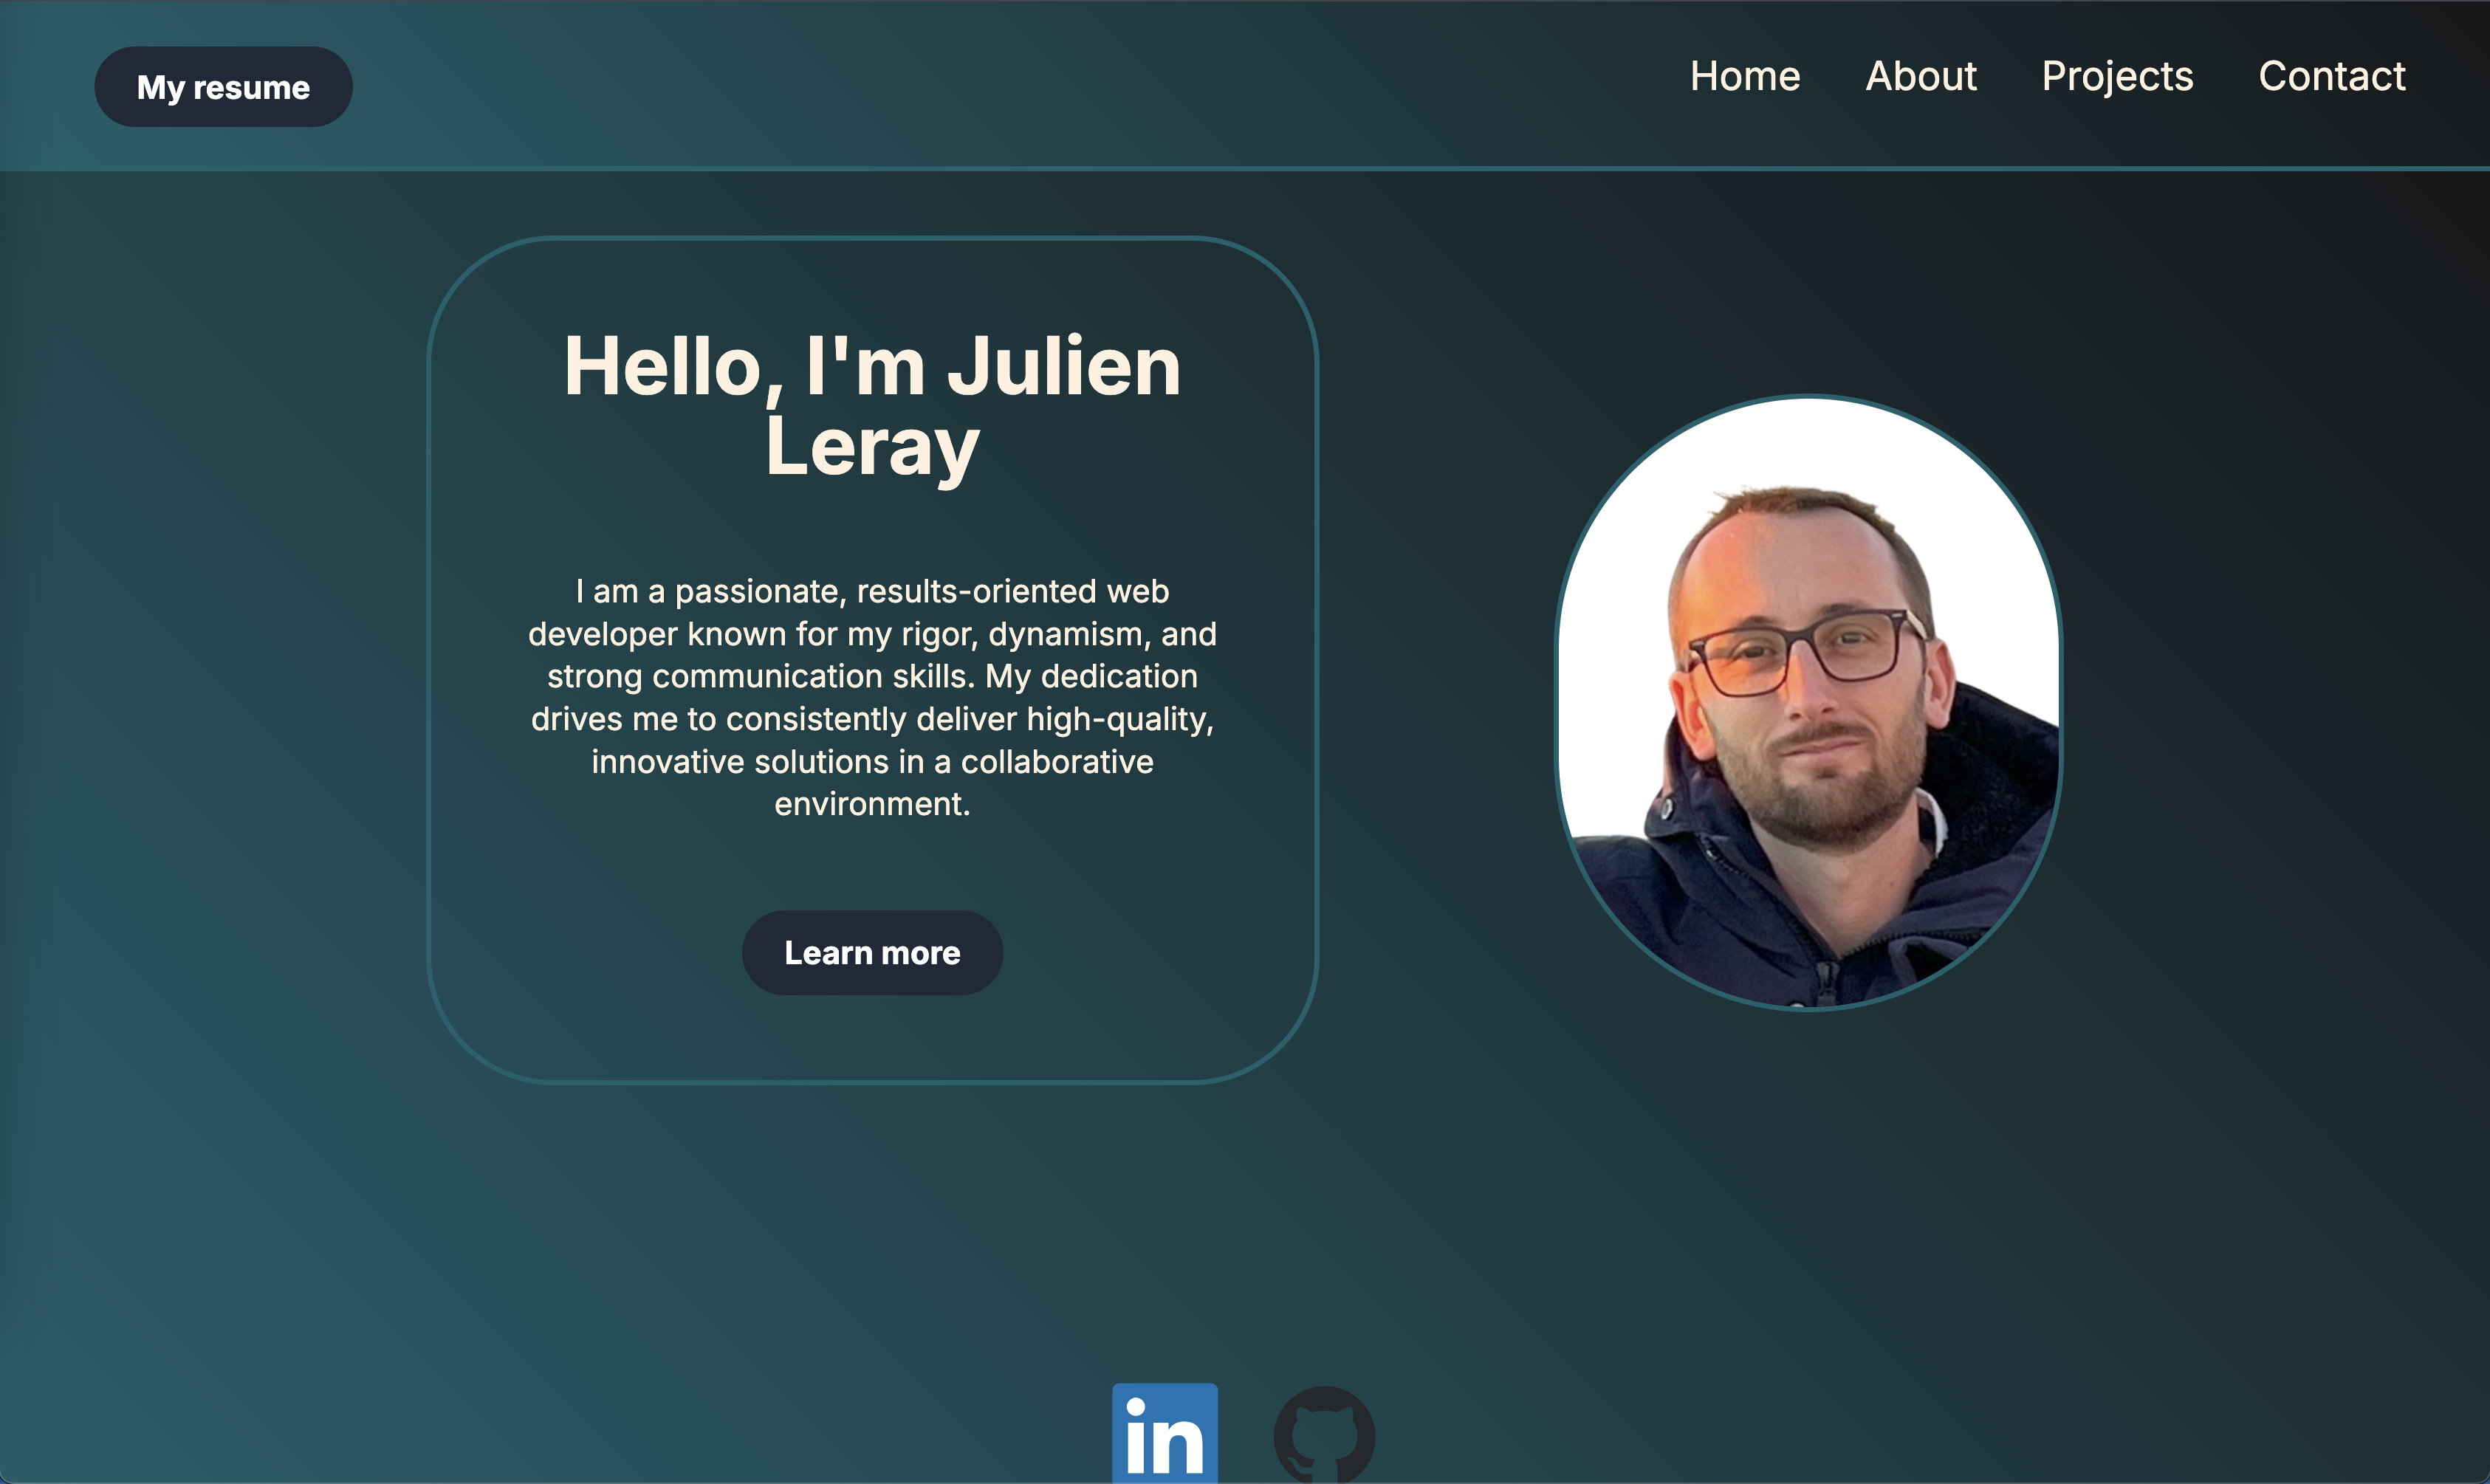 My resume
Home About Projects Contact
Hello, I'm Julien
Leray
I am a passionate, results-oriented web
developer known for my rigor, dynamism, and
strong communication skills. My dedication
drives me to consistently deliver high-quality,
innovative solutions in a collaborative
environment.
Learn more
in